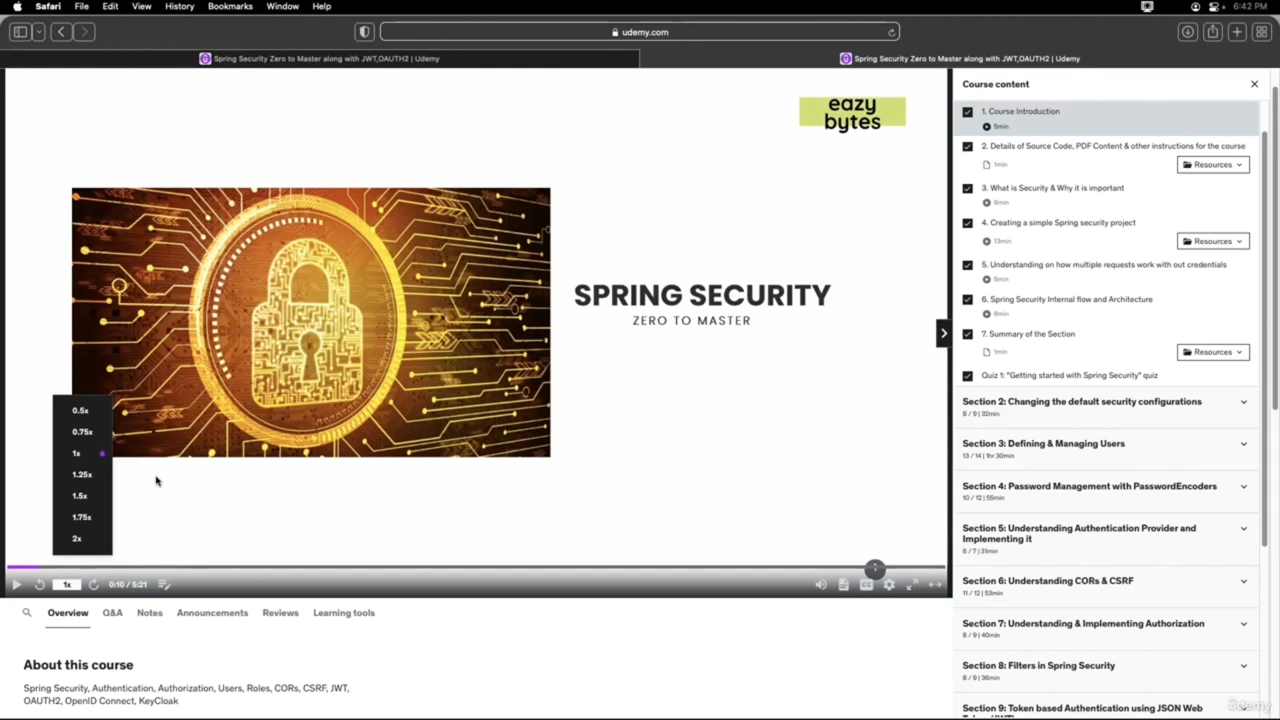 Safari File Edit View History Bookmarks Window Help
6:42 PM
udemy.com
Spring Security Zero to Master along with JWT,OAUTH2 | Udemy
Spring Security Zero to Master along with JWT,OAUTH2 | Udemy
eazy
bytes
SPRING SECURITY
ZERO TO MASTER
0.5x
0.75x
1x
1.25x
1.5x
1.75x
2x
1x 0:10 / 5:21 CC
Overview Q&A Notes Announcements Reviews Learning tools
About this course
Spring Security, Authentication, Authorization, Users, Roles, CORs, CSRF, JWT,
OAUTH2, OpenID Connect, KeyCloak
Course content
1. Course Introduction
5min
2. Details of Source Code, PDF Content & other instructions for the course
1min
Resources
3. What is Security & Why it is important
6min
4. Creating a simple Spring security project
13min
Resources
5. Understanding on how multiple requests work with out credentials
5min
6. Spring Security Internal flow and Architecture
6min
7. Summary of the Section
1min
Resources
Quiz 1: "Getting started with Spring Security" quiz
Section 2: Changing the default security configurations
8 / 9 | 32min
Section 3: Defining & Managing Users
13 / 14 | 1hr 30min
Section 4: Password Management with PasswordEncoders
10 / 12 | 55min
Section 5: Understanding Authentication Provider and
Implementing it
6 / 7 | 31min
Section 6: Understanding CORs & CSRF
11 / 12 | 53min
Section 7: Understanding & Implementing Authorization
8 / 9 | 40min
Section 8: Filters in Spring Security
8 / 9 | 36min
Section 9: Token based Authentication using JSON Web
Udemy